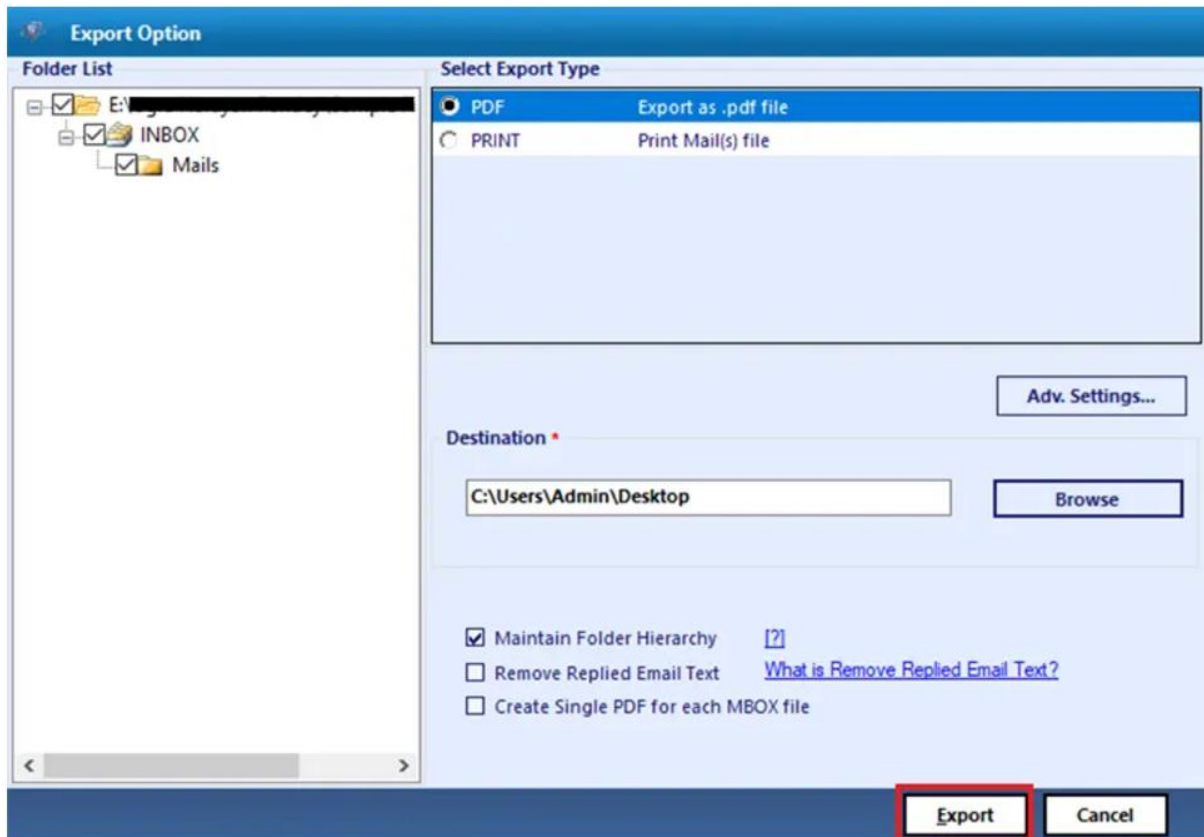 Export Option
Folder List
E:\
INBOX
Mails
Select Export Type
PDF Export as .pdf file
PRINT Print Mail(s) file
Adv. Settings...
Destination *
C:\Users\Admin\Desktop
Browse
Maintain Folder Hierarchy [?]
Remove Replied Email Text What is Remove Replied Email Text?
Create Single PDF for each MBOX file
Export Cancel